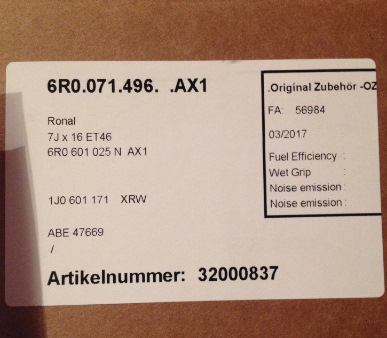 6R0.071.496. .AX1
Ronal
7J x 16 ET46
6R0 601 025 N AX1
1J0 601 171 XRW
ABE 47669
/
Artikelnummer: 32000837
.Original Zubehör -OZ
FA: 56984
03/2017
Fuel Efficiency :
Wet Grip :
Noise emission :
Noise emission :